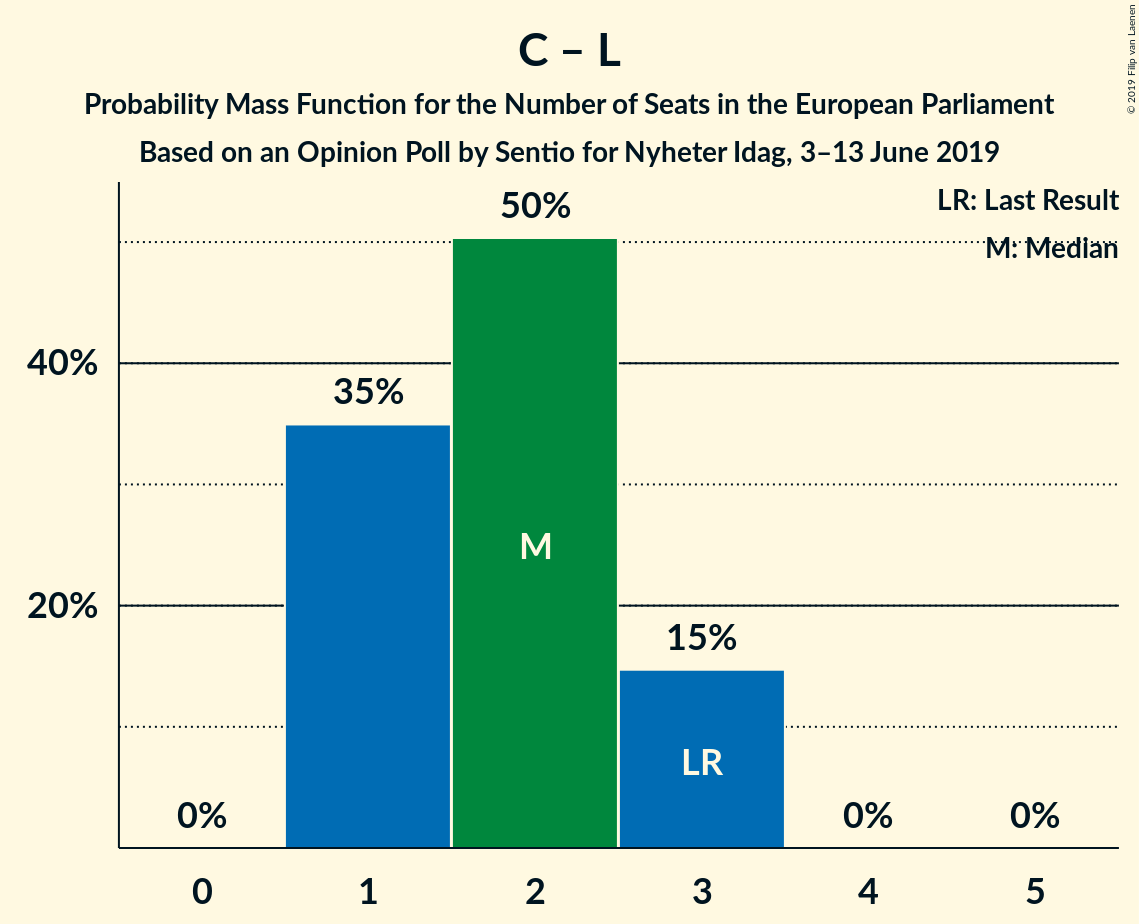 C – L
Probability Mass Function for the Number of Seats in the European Parliament
Based on an Opinion Poll by Sentio for Nyheter Idag, 3–13 June 2019
© 2019 Filip van Laenen
LR: Last Result
M: Median
50%
40%
35%
M
20%
15%
LR
0%
0%
0%
0
1
2
3
4
5